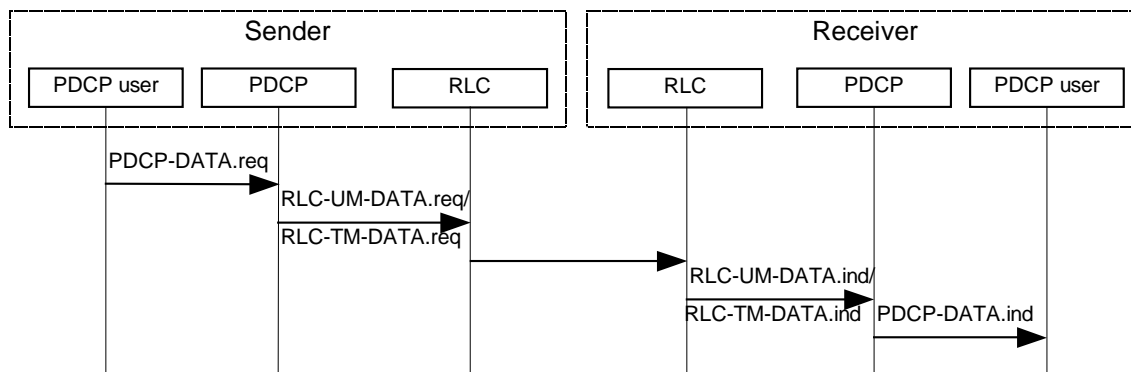 Sender
Receiver
PDCP user
PDCP
RLC
RLC
PDCP
PDCP user
PDCP-DATA.req
RLC-UM-DATA.req/
RLC-TM-DATA.req
RLC-UM-DATA.ind/
RLC-TM-DATA.ind
PDCP-DATA.ind